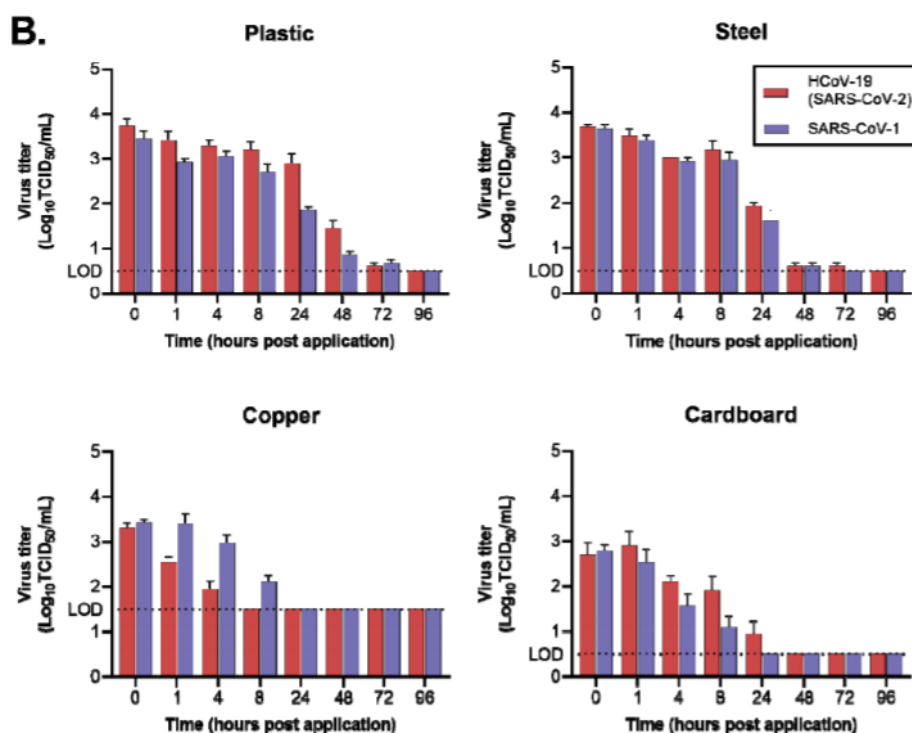 B.
Plastic
Virus titer
(Log10TCID50/mL)
5
4
3
2
1
LOD
0
0 1 4 8 24 48 72 96
Time (hours post application)
Steel
HCoV-19
(SARS-CoV-2)
SARS-CoV-1
Virus titer
(Log10TCID50/mL)
5
4
3
2
1
LOD
0
0 1 4 8 24 48 72 96
Time (hours post application)
Copper
Virus titer
(Log10TCID50/mL)
5
4
3
2
LOD
1
0
0 1 4 8 24 48 72 96
Time (hours post application)
Cardboard
Virus titer
(Log10TCID50/mL)
5
4
3
2
1
LOD
0
0 1 4 8 24 48 72 96
Time (hours post application)